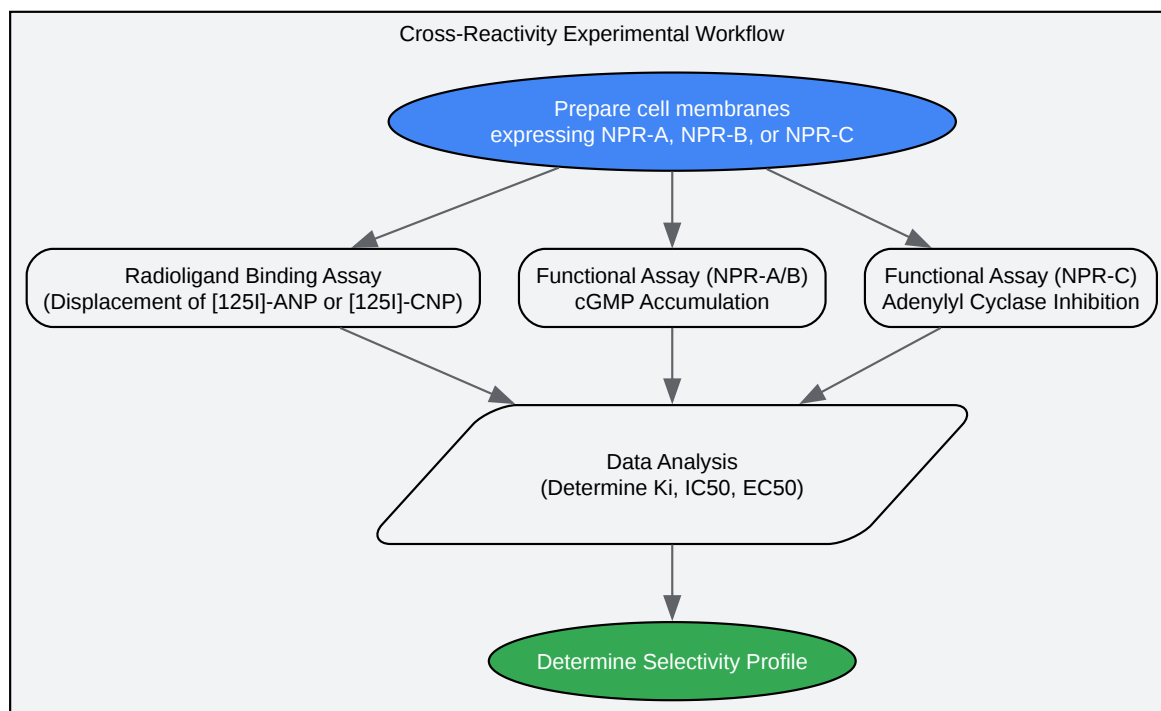 Cross-Reactivity Experimental Workflow
Prepare cell membranes
expressing NPR-A, NPR-B, or NPR-C
Radioligand Binding Assay
(Displacement of [125I]-ANP or [125I]-CNP)
Functional Assay (NPR-A/B)
cGMP Accumulation
Functional Assay (NPR-C)
Adenylyl Cyclase Inhibition
Data Analysis
(Determine Ki, IC50, EC50)
Determine Selectivity Profile